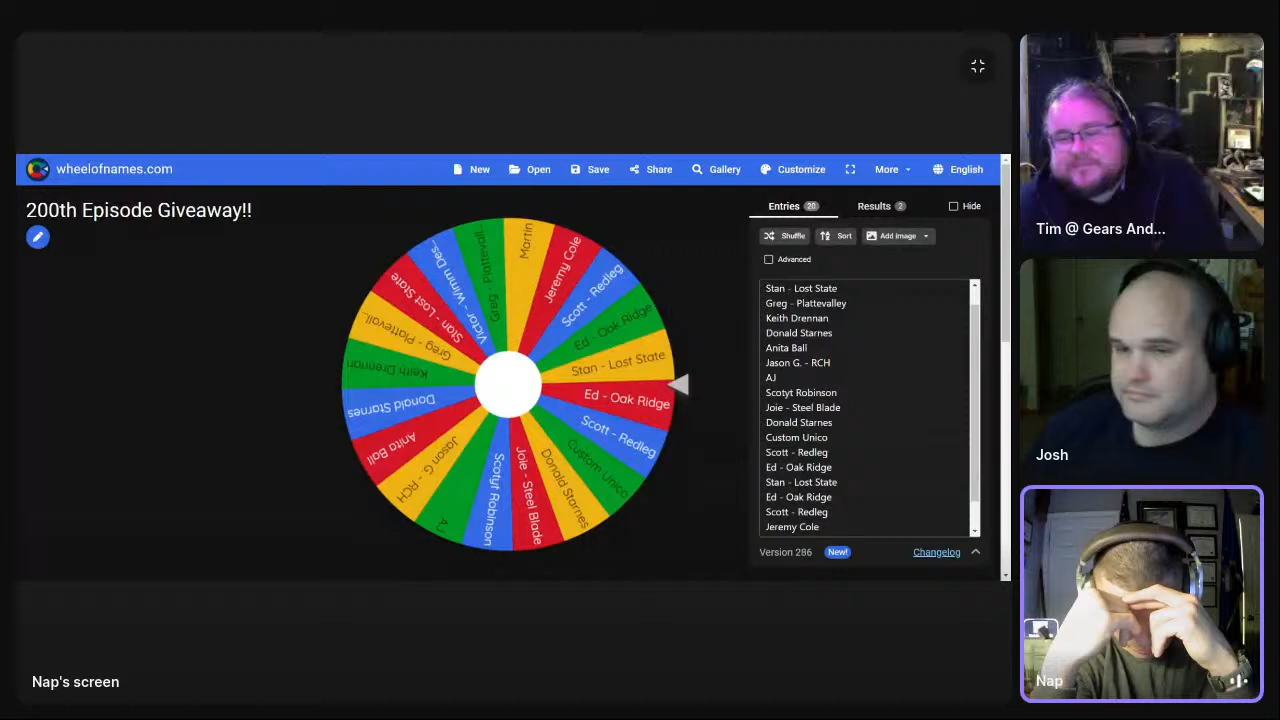 wheelofnames.com
New
Open
Save
Share
Gallery
Customize
More
English
200th Episode Giveaway!!
Entries 20
Results 2
Hide
Shuffle
Sort
Add image
Advanced
Stan - Lost State
Greg - Plattevalley
Keith Drennan
Donald Starnes
Anita Ball
Jason G. - RCH
AJ
Scotyt Robinson
Joie - Steel Blade
Donald Starnes
Custom Unico
Scott - Redleg
Ed - Oak Ridge
Stan - Lost State
Ed - Oak Ridge
Scott - Redleg
Jeremy Cole
Version 286
New!
Changelog
Martin
Jeremy Cole
Scott - Redleg
Ed - Oak Ridge
Stan - Lost State
Ed - Oak Ridge
Scott - Redleg
Custom Unico
Donald Starnes
Joie - Steel Blade
Scotyt Robinson
AJ
Jason G. - RCH
Anita Ball
Donald Starnes
Keith Drennan
Greg - Plattevall...
Stan - Lost State
Victor - Wimm Des...
Greg - Plattevall...
Tim @ Gears And...
Josh
Nap
Nap's screen